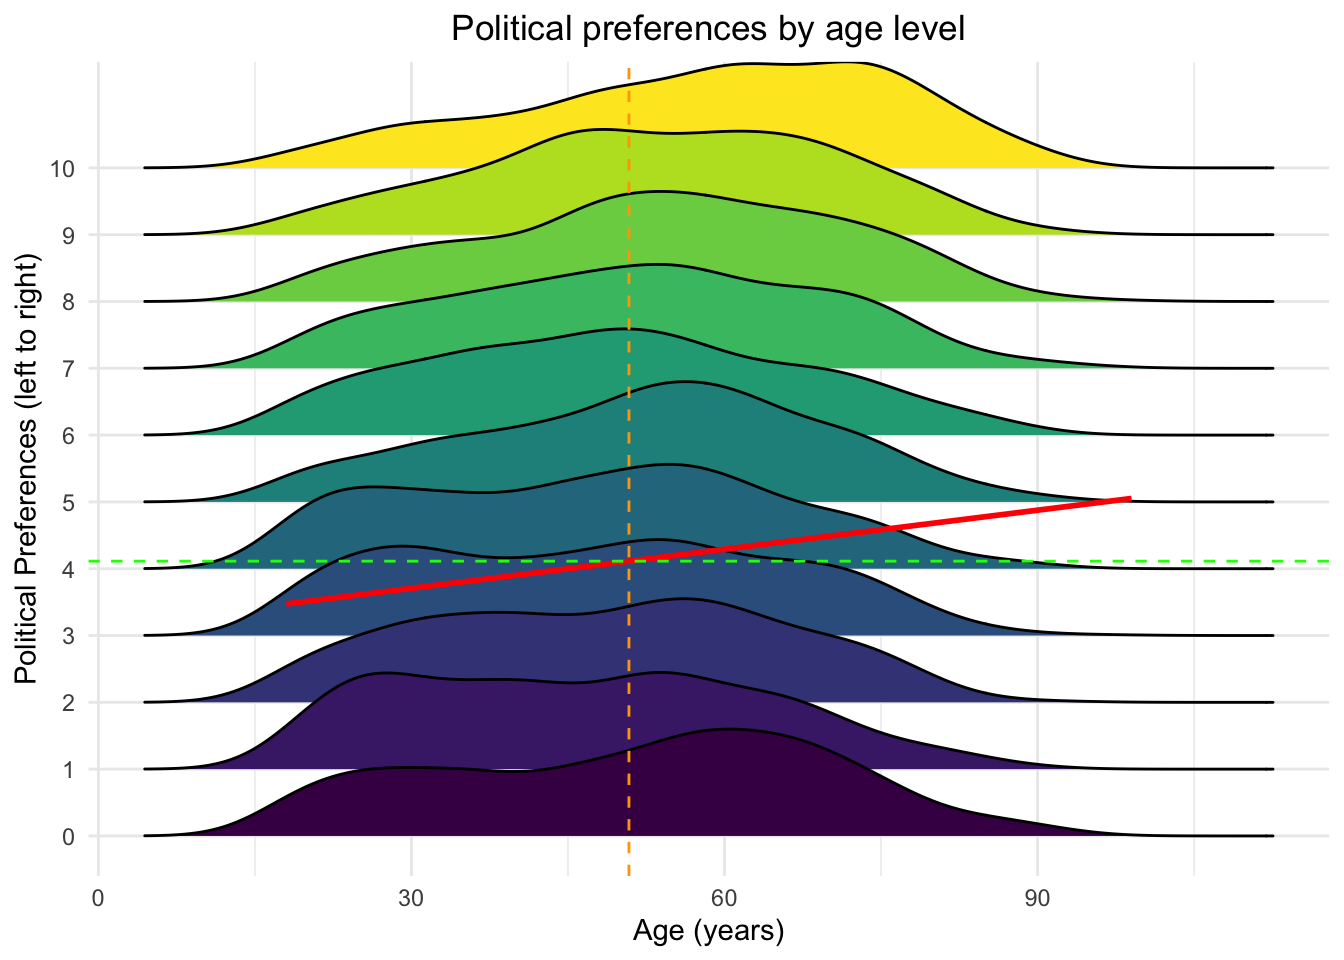 Political preferences by age level
Political Preferences (left to right)
10
9
8
7
6
5
4
3
2
1
0
0 30 60 90
Age (years)